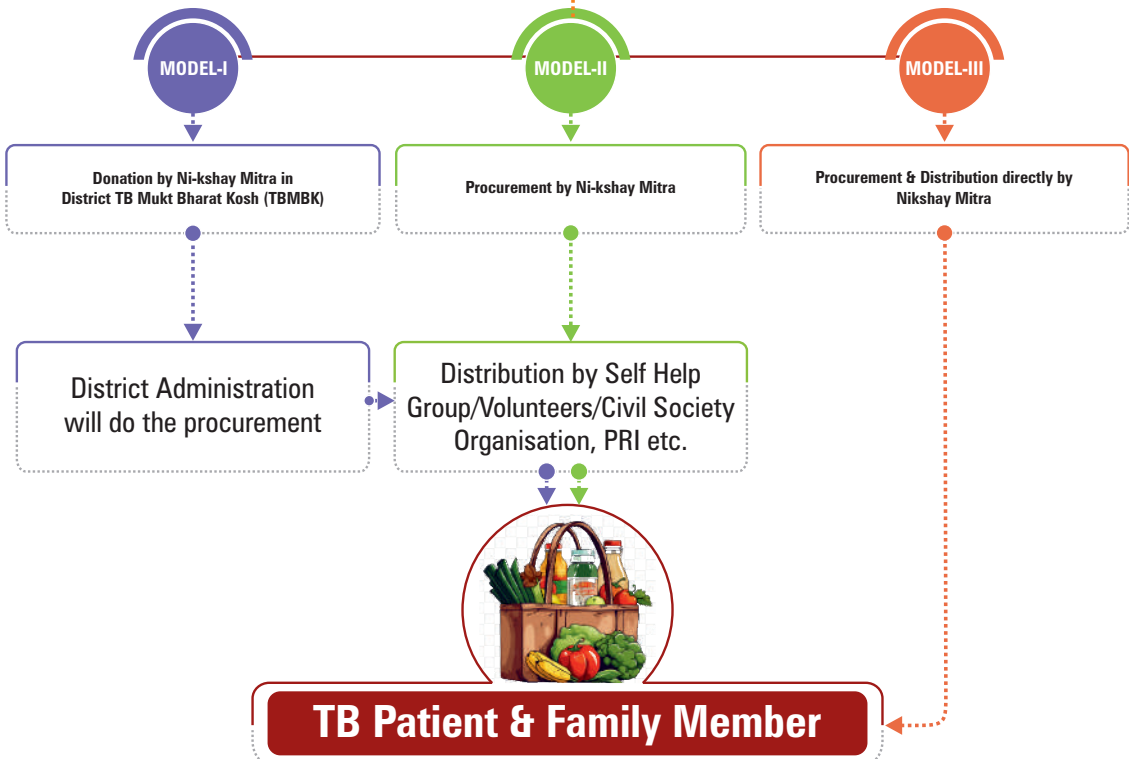 MODEL-I
MODEL-II
MODEL-III
Donation by Ni-kshay Mitra in
District TB Mukt Bharat Kosh (TBMBK)
Procurement by Ni-kshay Mitra
Procurement & Distribution directly by
Nikshay Mitra
District Administration
will do the procurement
Distribution by Self Help
Group/Volunteers/Civil Society
Organisation, PRI etc.
TB Patient & Family Member